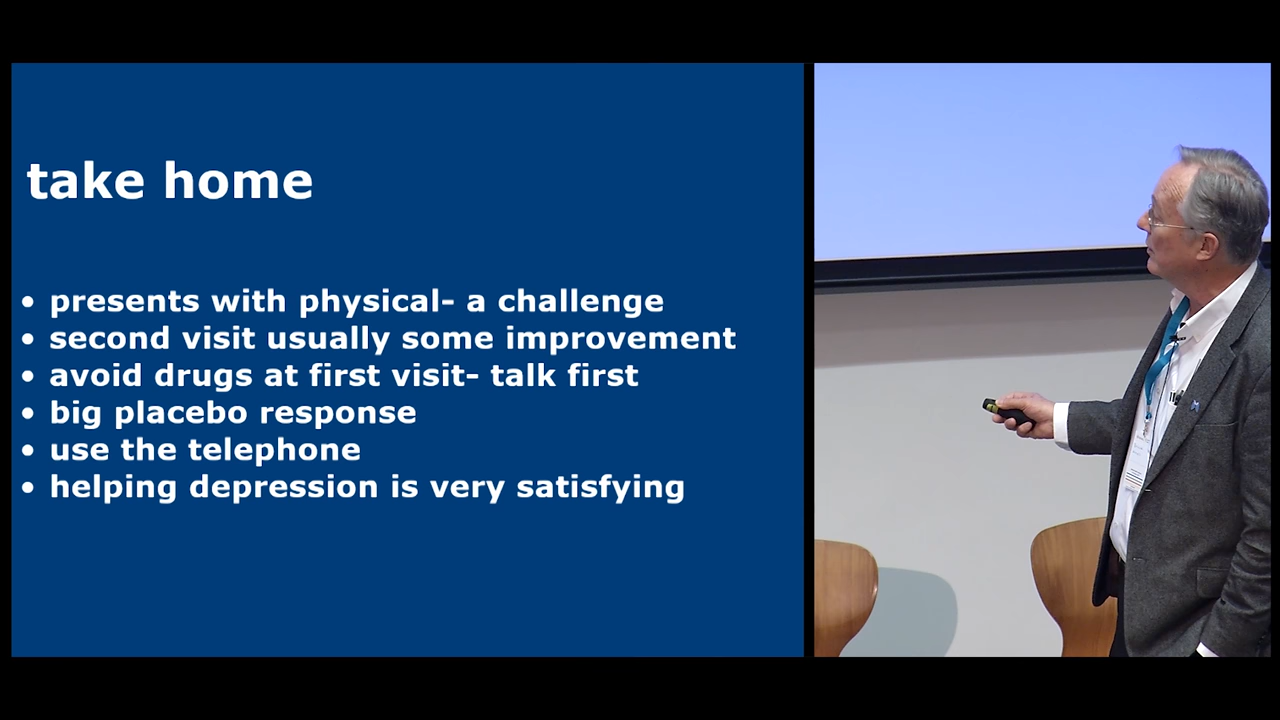 take home
• presents with physical- a challenge
• second visit usually some improvement
• avoid drugs at first visit- talk first
• big placebo response
• use the telephone
• helping depression is very satisfying